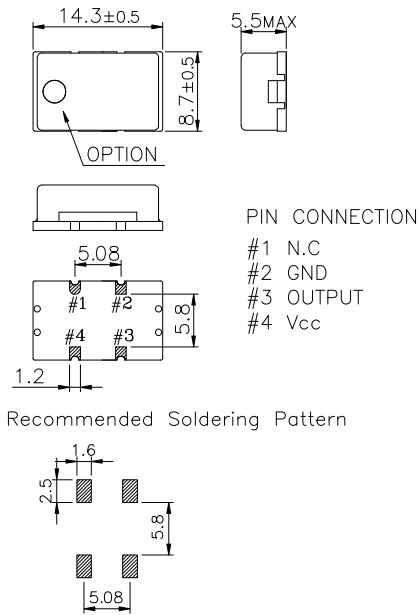 14.3±0.5
5.5MAX
8.7±0.5
OPTION
5.08
#1 #2
#4 #3
5.8
1.2
PIN CONNECTION
#1 N.C
#2 GND
#3 OUTPUT
#4 Vcc
Recommended Soldering Pattern
1.6
2.5
5.8
5.08